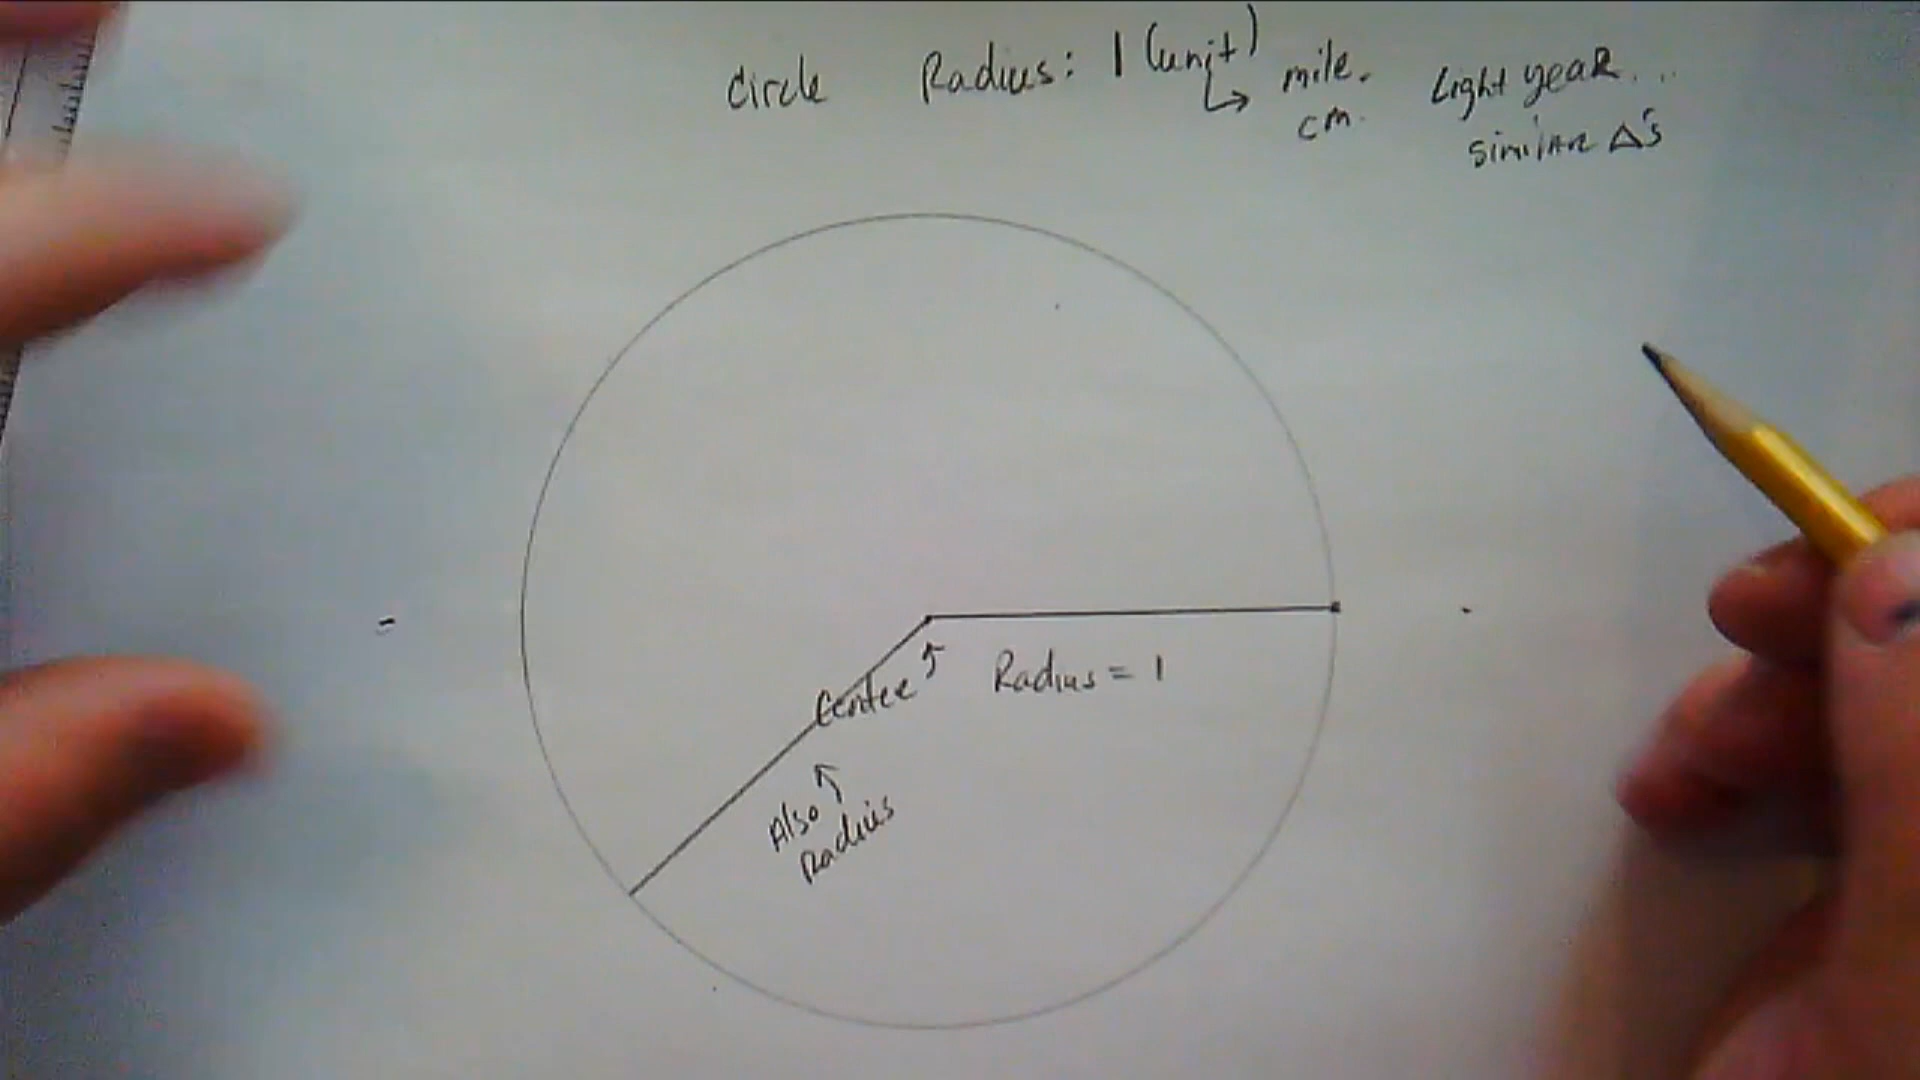 Circle Radius: 1 (unit) mile. Light year...
cm. similar Δ's
Center
Radius = 1
Also
Radius